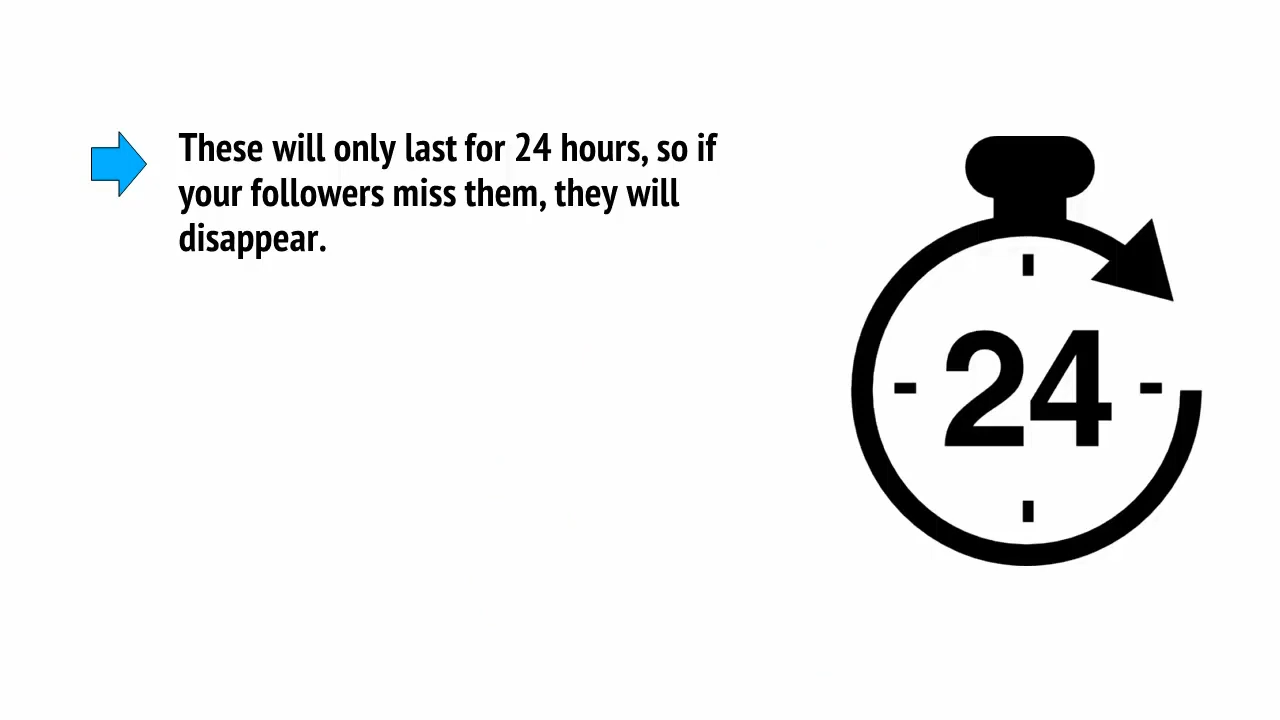 These will only last for 24 hours, so if
your followers miss them, they will
disappear.
24